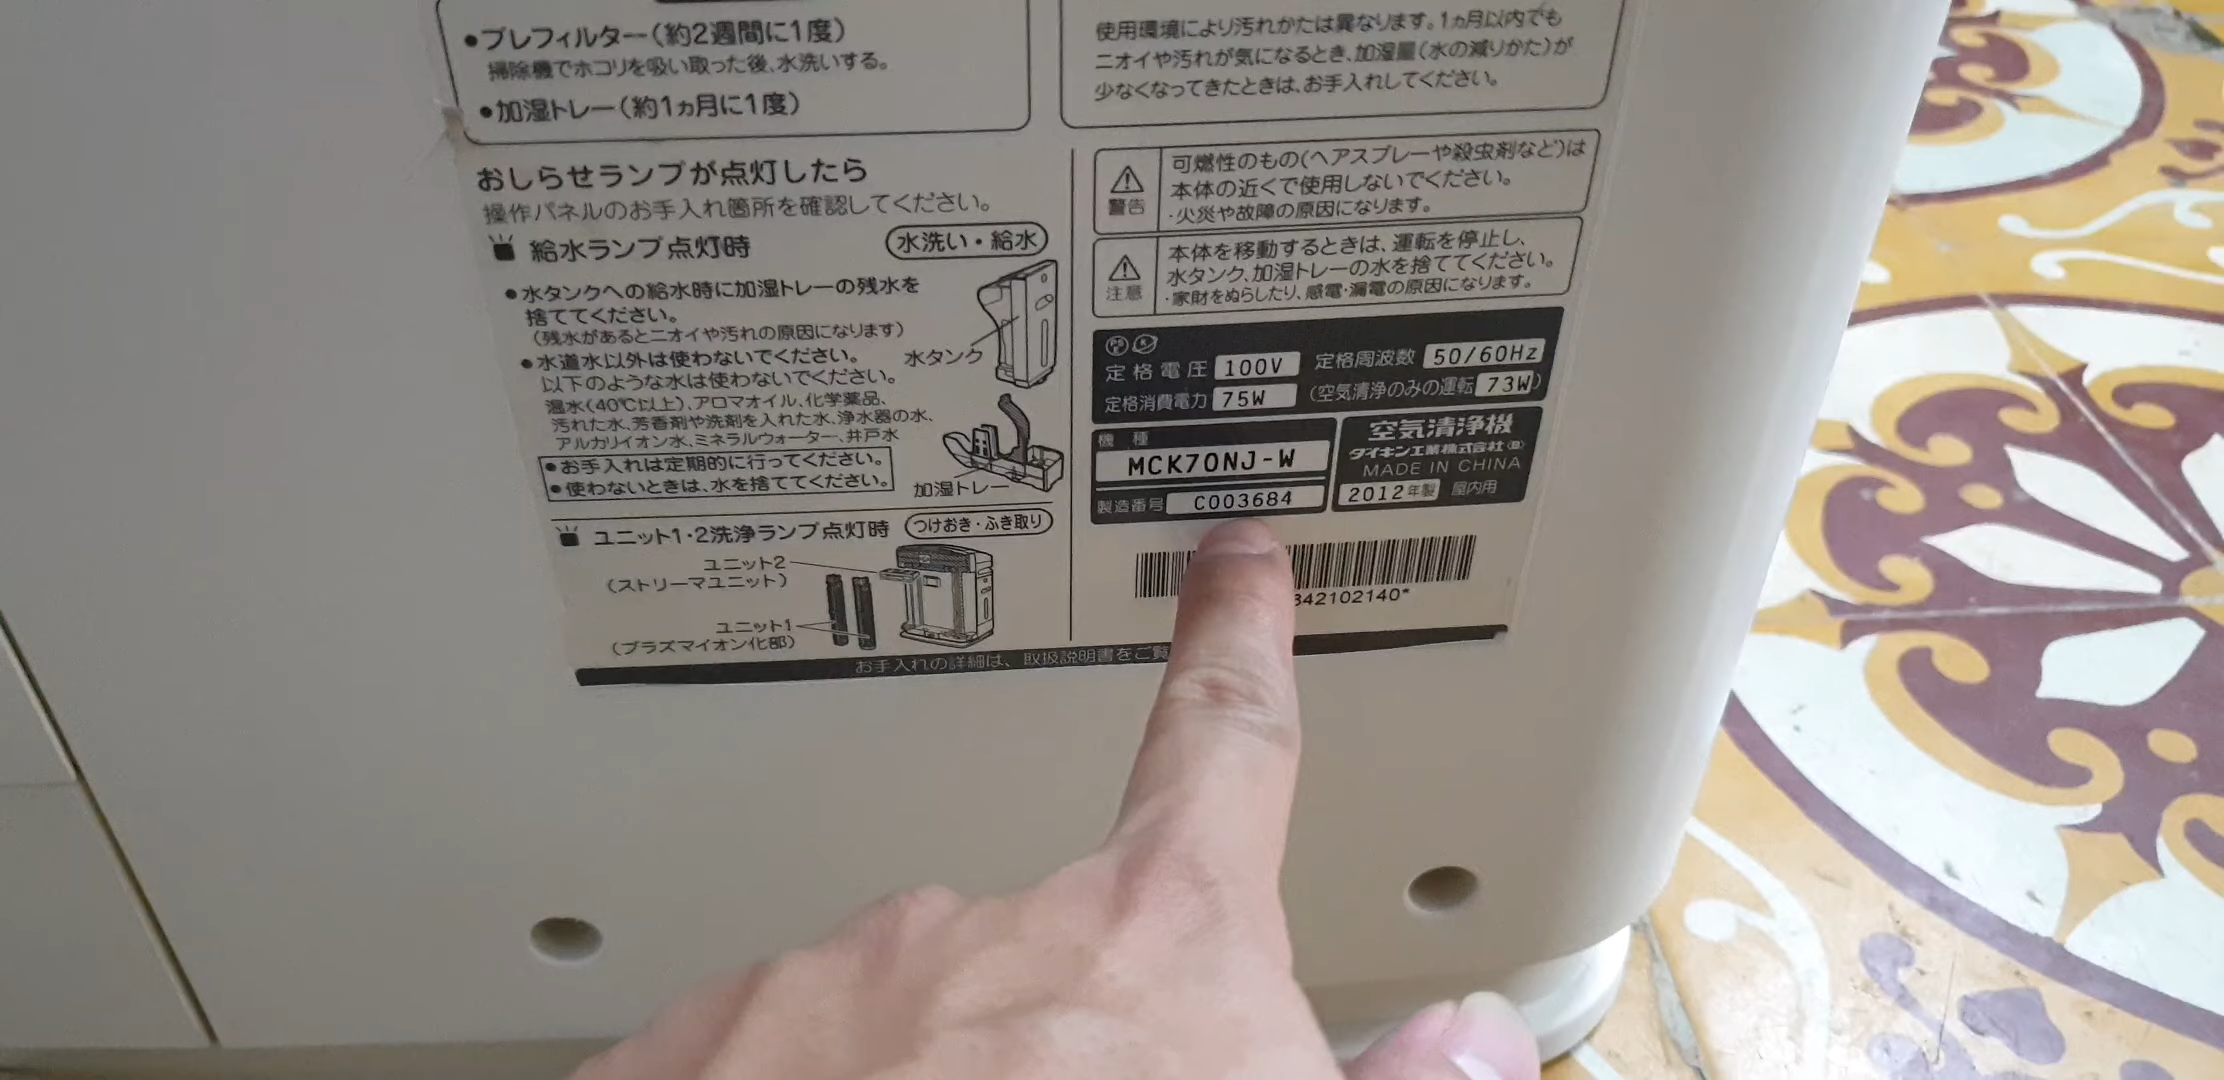 ●プレフィルター(約2週間に1度)
掃除機でホコリを吸い取った後、水洗いする。
●加湿トレー(約1ヵ月に1度)
使用環境により汚れかたは異なります。1ヵ月以内でも
ニオイや汚れが気になるとき、加湿量(水の減りかた)が
少なくなってきたときは、お手入れしてください。
おしらせランプが点灯したら
操作パネルのお手入れ箇所を確認してください。
給水ランプ点灯時
水洗い・給水
●水タンクへの給水時に加湿トレーの残水を
捨ててください。
(残水があるとニオイや汚れの原因になります)
●水道水以外は使わないでください。
以下のような水は使わないでください。
温水(40℃以上)、アロマオイル、化学薬品、
汚れた水、芳香剤や洗剤を入れた水、浄水器の水、
アルカリイオン水、ミネラルウォーター、井戸水
水タンク
加湿トレー
●お手入れは定期的に行ってください。
●使わないときは、水を捨ててください。
ユニット1・2洗浄ランプ点灯時
つけおき・ふき取り
ユニット2
(ストリーマユニット)
ユニット1
(プラズマイオン化部)
警告
可燃性のもの(ヘアスプレーや殺虫剤など)は
本体の近くで使用しないでください。
・火災や故障の原因になります。
注意
本体を移動するときは、運転を停止し、
水タンク、加湿トレーの水を捨ててください。
・家財をぬらしたり、感電・漏電の原因になります。
定格電圧 100V 定格周波数 50/60Hz
定格消費電力 75W (空気清浄のみの運転 73W)
機種
MCK70NJ-W
製造番号 C003684
空気清浄機
ダイキン工業株式会社
MADE IN CHINA
2012年製 屋内用
342102140*
お手入れの詳細は、取扱説明書をご覧